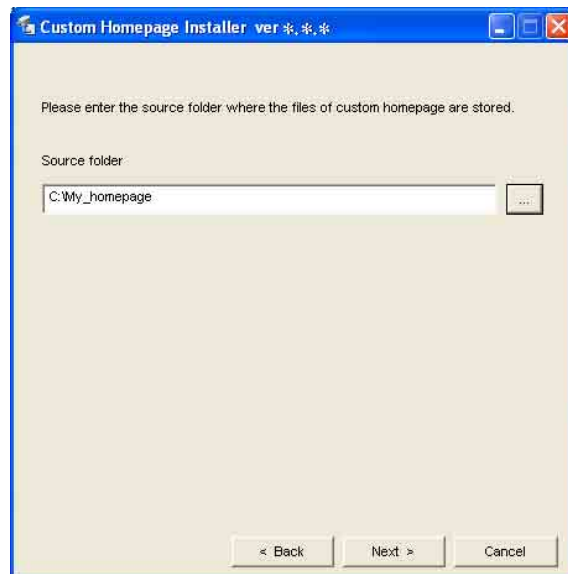 Custom Homepage Installer ver *.*.*
Please enter the source folder where the files of custom homepage are stored.
Source folder
C:\My_homepage
...
< Back
Next >
Cancel